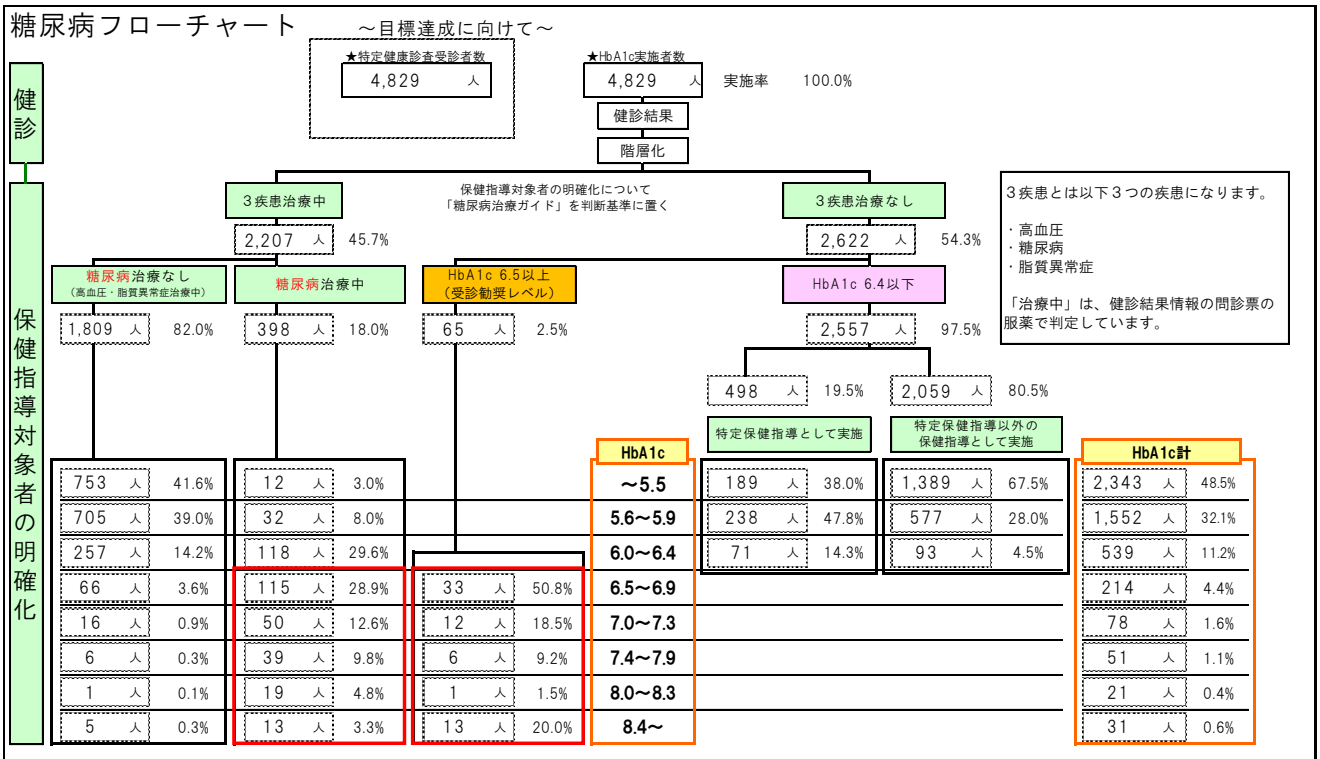 糖尿病フローチャート ～目標達成に向けて～
★特定健康診査受診者数 ★HbA1c実施者数
4,829 人 4,829 人 実施率 100.0%
健診
健診結果
階層化
保健指導対象者の明確化
保健指導対象者の明確化について
「糖尿病治療ガイド」を判断基準に置く
3疾患治療中 3疾患治療なし
2,207 人 45.7% 2,622 人 54.3%
3疾患とは以下3つの疾患になります。
・高血圧
・糖尿病
・脂質異常症
「治療中」は、健診結果情報の問診票の
服薬で判定しています。
糖尿病治療なし
(高血圧・脂質異常症治療中)
糖尿病治療中
HbA1c 6.5以上
(受診勧奨レベル)
HbA1c 6.4以下
1,809 人 82.0% 398 人 18.0% 65 人 2.5% 2,557 人 97.5%
498 人 19.5% 2,059 人 80.5%
特定保健指導として実施
特定保健指導以外の
保健指導として実施
HbA1c HbA1c計
753 人 41.6% 12 人 3.0% ～5.5 189 人 38.0% 1,389 人 67.5% 2,343 人 48.5%
705 人 39.0% 32 人 8.0% 5.6～5.9 238 人 47.8% 577 人 28.0% 1,552 人 32.1%
257 人 14.2% 118 人 29.6% 6.0～6.4 71 人 14.3% 93 人 4.5% 539 人 11.2%
66 人 3.6% 115 人 28.9% 33 人 50.8% 6.5～6.9 214 人 4.4%
16 人 0.9% 50 人 12.6% 12 人 18.5% 7.0～7.3 78 人 1.6%
6 人 0.3% 39 人 9.8% 6 人 9.2% 7.4～7.9 51 人 1.1%
1 人 0.1% 19 人 4.8% 1 人 1.5% 8.0～8.3 21 人 0.4%
5 人 0.3% 13 人 3.3% 13 人 20.0% 8.4～ 31 人 0.6%